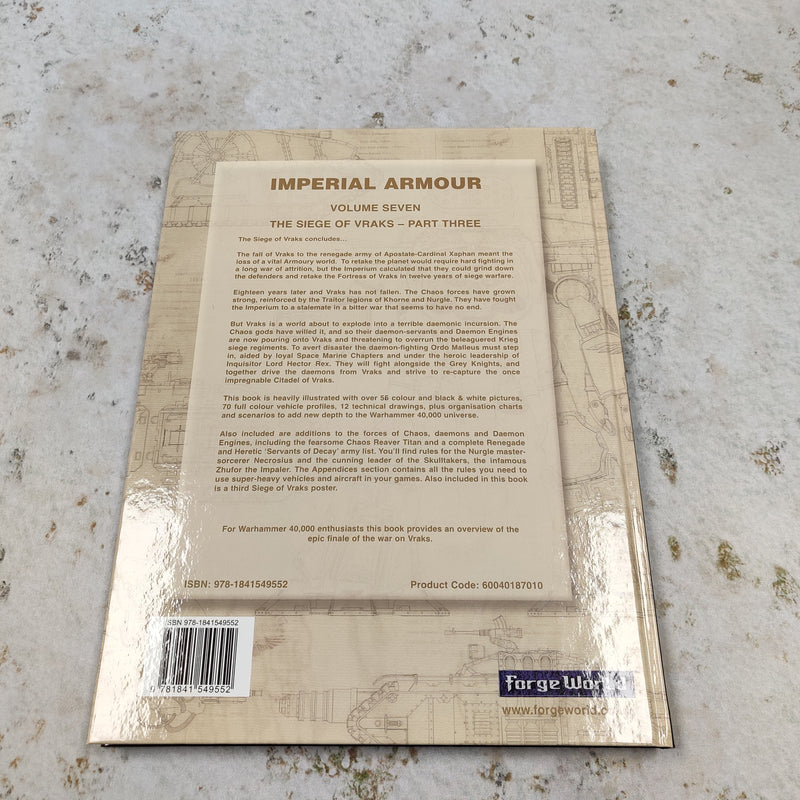 IMPERIAL ARMOUR
VOLUME SEVEN
THE SIEGE OF VRAKS – PART THREE
The Siege of Vraks concludes...
The fall of Vraks to the renegade army of Apostate-Cardinal Xaphan meant the
loss of a vital Armoury world. To retake the planet would require hard fighting in
a long war of attrition, but the Imperium calculated that they could grind down
the defenders and retake the Fortress of Vraks in twelve years of siege warfare.
Eighteen years later and Vraks has not fallen. The Chaos forces have grown
strong, reinforced by the Traitor legions of Khorne and Nurgle. They have fought
the Imperium to a stalemate in a bitter war that seems to have no end.
But Vraks is a world about to explode into a terrible daemonic incursion. The
Chaos gods have willed it, and so their daemon-servants and Daemon Engines
are now pouring onto Vraks and threatening to overrun the beleaguered Krieg
siege regiments. To avert disaster the daemon-fighting Ordo Malleus must step
in, aided by loyal Space Marine Chapters and under the heroic leadership of
Inquisitor Lord Hector Rex. They will fight alongside the Grey Knights, and
together drive the daemons from Vraks and strive to re-capture the once
impregnable Citadel of Vraks.
This book is heavily illustrated with over 56 colour and black & white pictures,
70 full colour vehicle profiles, 12 technical drawings, plus organisation charts
and scenarios to add new depth to the Warhammer 40,000 universe.
Also included are additions to the forces of Chaos, daemons and Daemon
Engines, including the fearsome Chaos Reaver Titan and a complete Renegade
and Heretic 'Servants of Decay' army list. You'll find rules for the Nurgle master-
sorcerer Necrosius and the cunning leader of the Skulltakers, the infamous
Zhufor the Impaler. The Appendices section contains all the rules you need to
use super-heavy vehicles and aircraft in your games. Also included in this book
is a third Siege of Vraks poster.
For Warhammer 40,000 enthusiasts this book provides an overview of the
epic finale of the war on Vraks.
ISBN: 978-1841549552 Product Code: 60040187010
ISBN 978-1841549552
9 781841 549552
Forge World
www.forgeworld.c